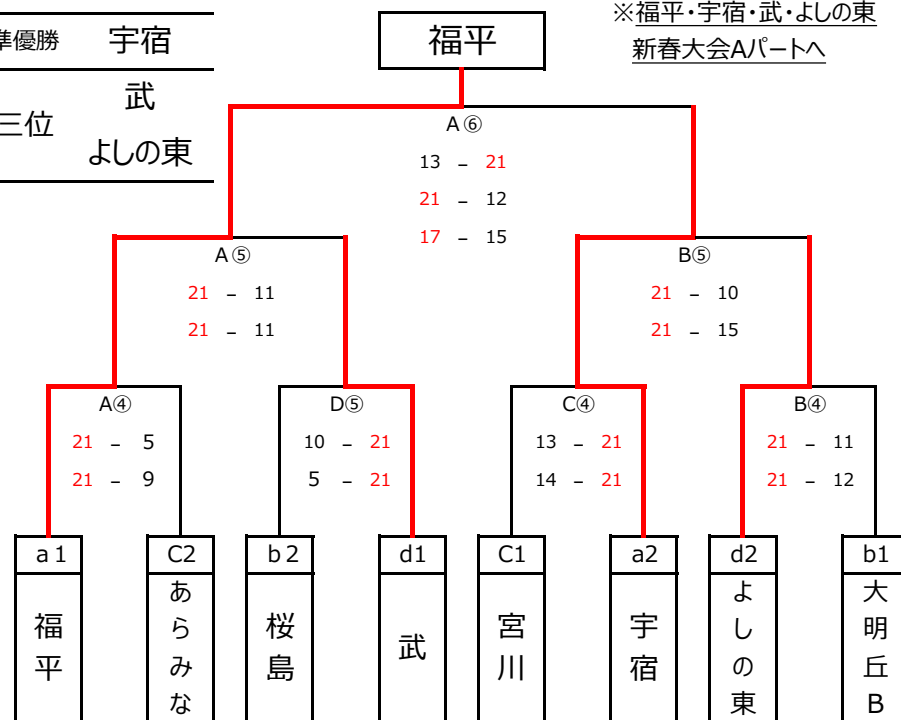 準優勝 宇宿
三位 武
よしの東
福平
※福平・宇宿・武・よしの東
新春大会Aパートへ
A⑥
13 – 21
21 – 12
17 – 15
A⑤
21 – 11
21 – 11
B⑤
21 – 10
21 – 15
A④
21 – 5
21 – 9
D⑤
10 – 21
5 – 21
C④
13 – 21
14 – 21
B④
21 – 11
21 – 12
a1 C2 b2 d1 C1 a2 d2 b1
福平
あらみな
桜島
武
宮川
宇宿
よしの東
大明丘B